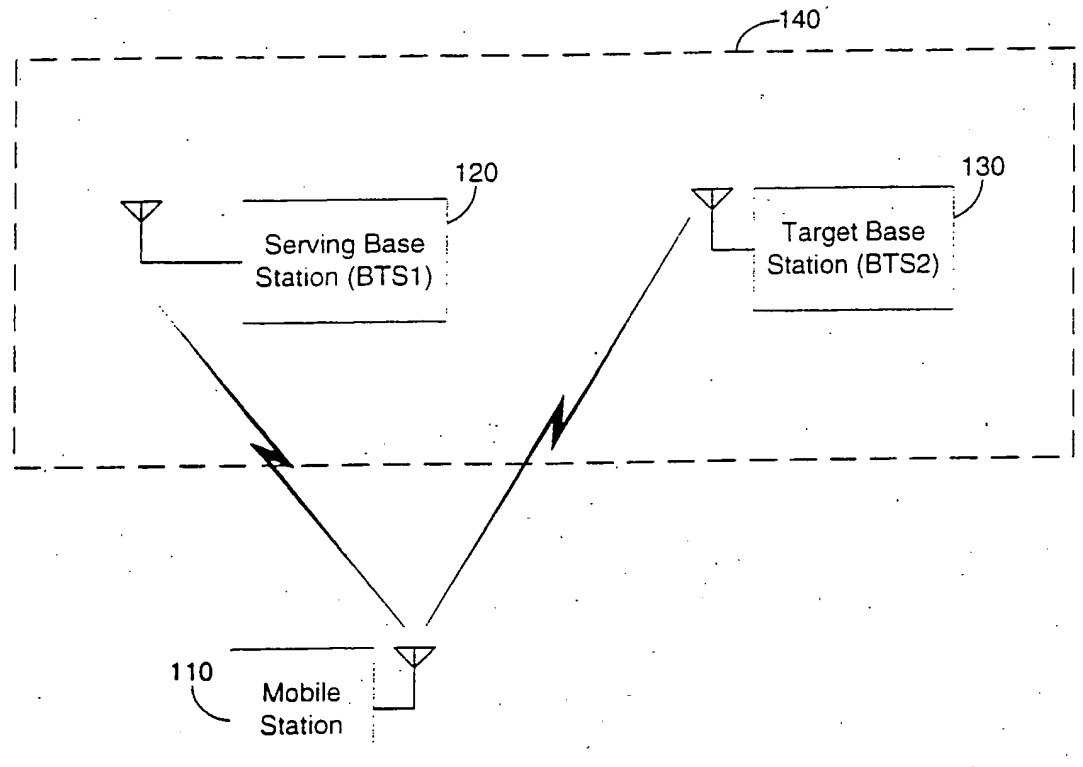 140
120
130
Serving Base
Station (BTS1)
Target Base
Station (BTS2)
110
Mobile
Station